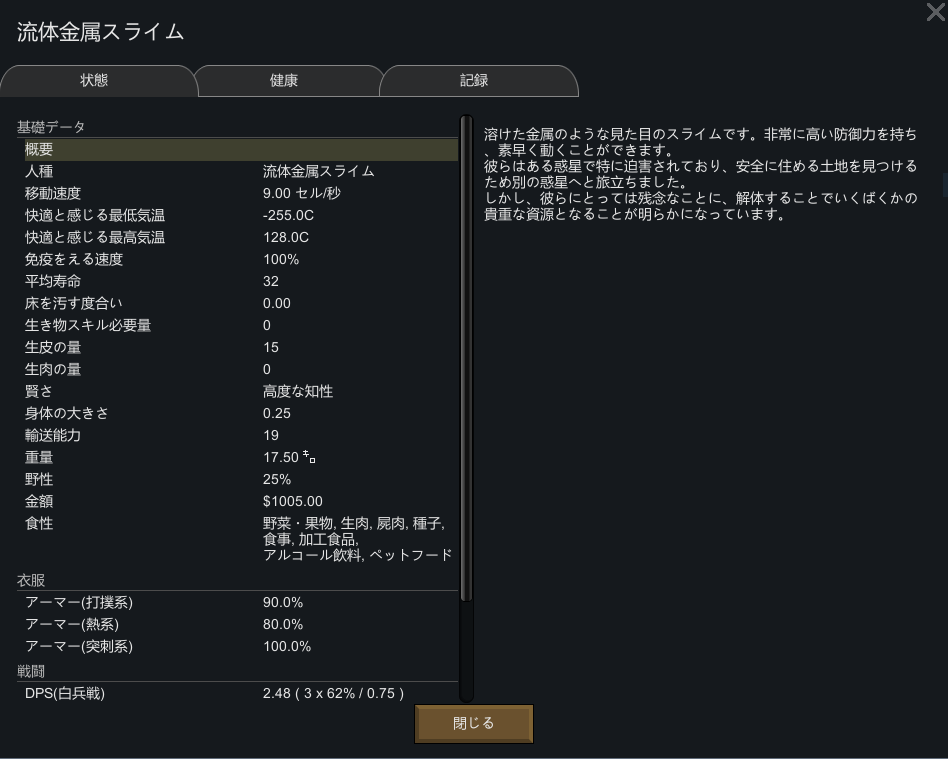 流体金属スライム
状態
健康
記録
基礎データ
概要
人種 流体金属スライム
移動速度 9.00 セル/秒
快適と感じる最低気温 -255.0C
快適と感じる最高気温 128.0C
免疫をえる速度 100%
平均寿命 32
床を汚す度合い 0.00
生き物スキル必要量 0
生皮の量 15
生肉の量 0
賢さ 高度な知性
身体の大きさ 0.25
輸送能力 19
重量 17.50 ㌔
野性 25%
金額 $1005.00
食性 野菜・果物, 生肉, 屍肉, 種子,
食事, 加工食品,
アルコール飲料, ペットフード
衣服
アーマー(打撲系) 90.0%
アーマー(熱系) 80.0%
アーマー(突刺系) 100.0%
戦闘
DPS(白兵戦) 2.48 ( 3 x 62% / 0.75 )
溶けた金属のような見た目のスライムです。非常に高い防御力を持ち
、素早く動くことができます。
彼らはある惑星で特に迫害されており、安全に住める土地を見つける
ため別の惑星へと旅立ちました。
しかし、彼らにとっては残念なことに、解体することでいくばくかの
貴重な資源となることが明らかになっています。
閉じる